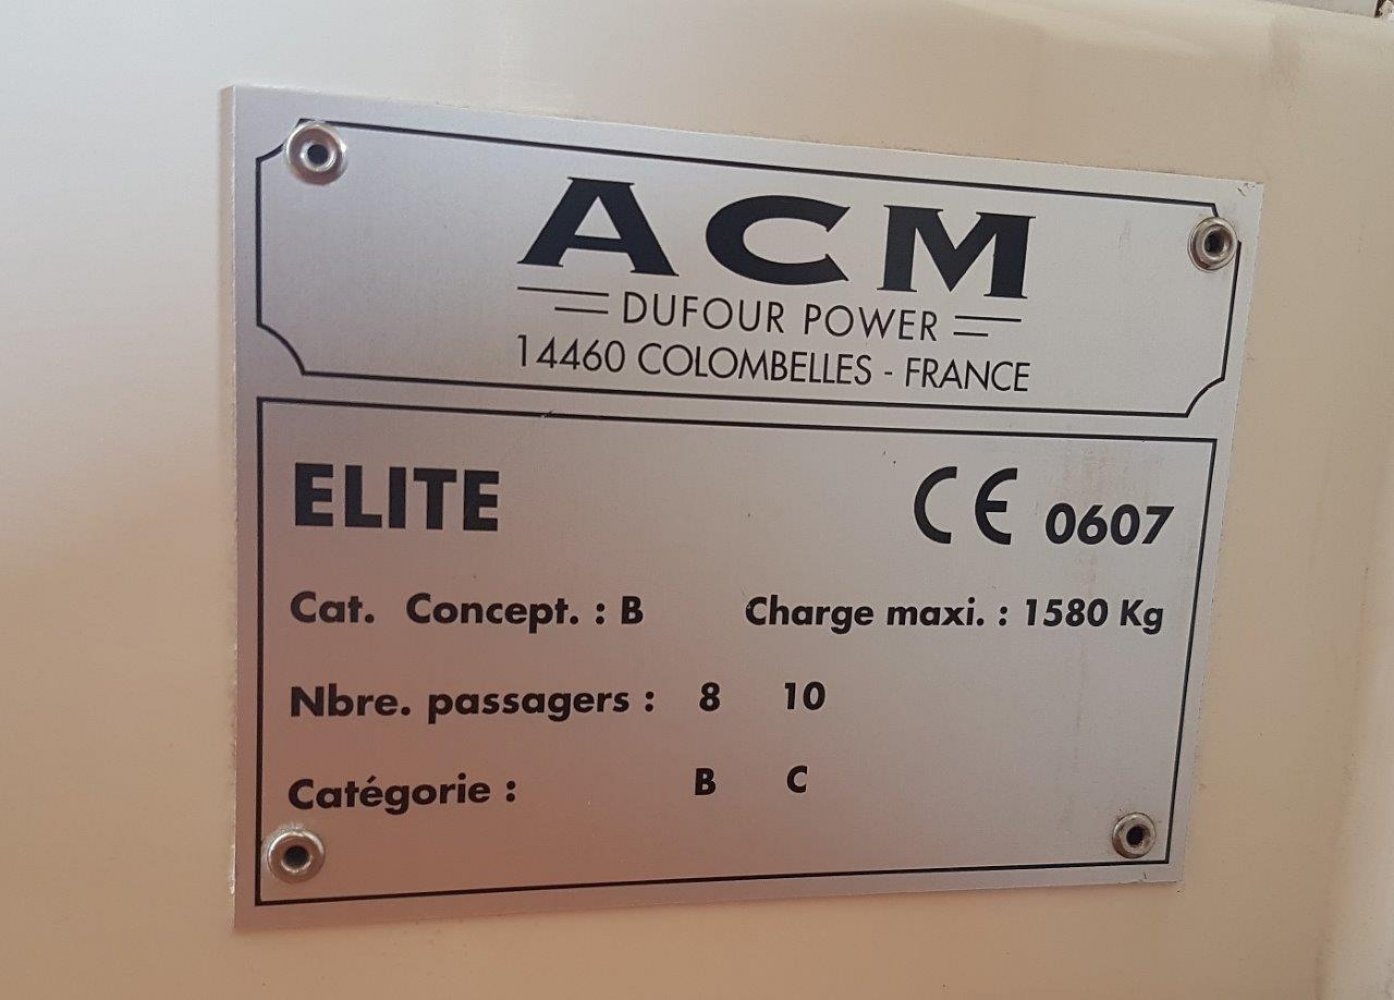 ACM
DUFOUR POWER
14460 COLOMBELLES - FRANCE
ELITE CE 0607
Cat. Concept. : B Charge maxi. : 1580 Kg
Nbre. passagers : 8 10
Catégorie : B C